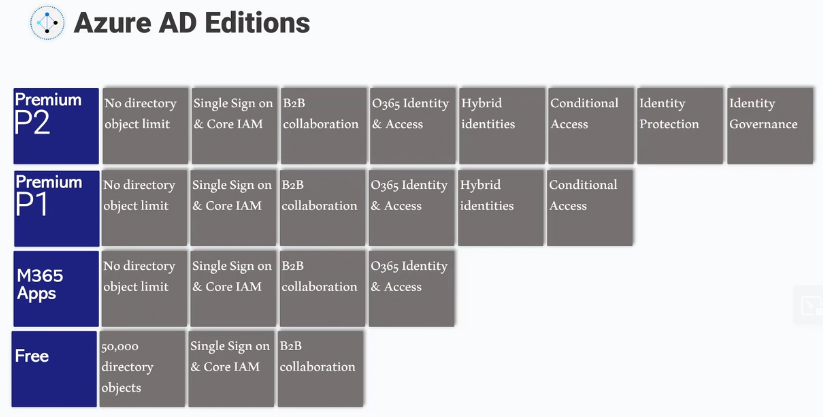 Azure AD Editions
Premium
P2
No directory
object limit
Single Sign on
& Core IAM
B2B
collaboration
O365 Identity
& Access
Hybrid
identities
Conditional
Access
Identity
Protection
Identity
Governance
Premium
P1
No directory
object limit
Single Sign on
& Core IAM
B2B
collaboration
O365 Identity
& Access
Hybrid
identities
Conditional
Access
M365
Apps
No directory
object limit
Single Sign on
& Core IAM
B2B
collaboration
O365 Identity
& Access
Free
50,000
directory
objects
Single Sign on
& Core IAM
B2B
collaboration